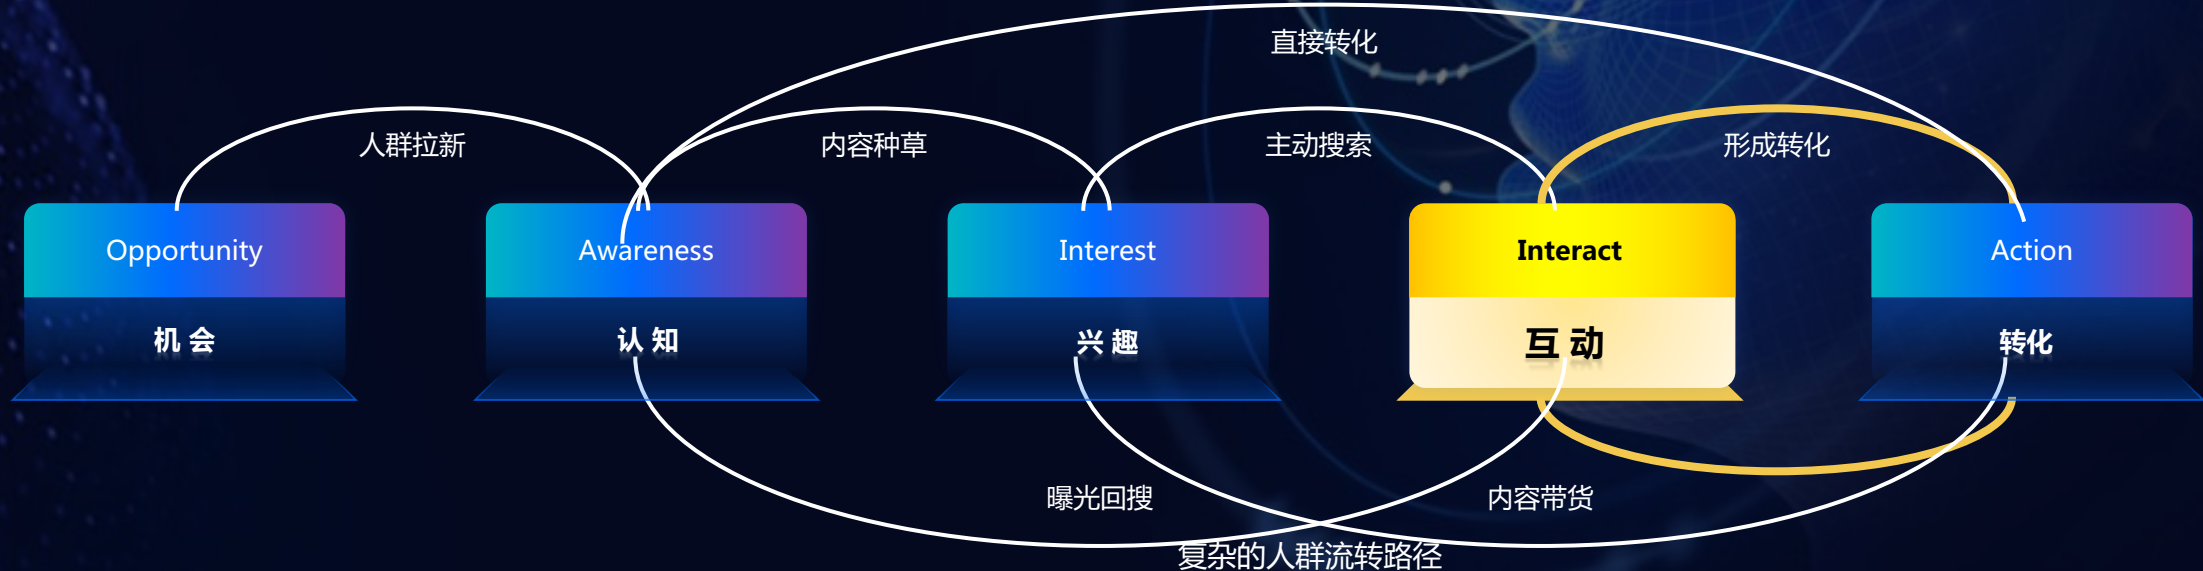 直接转化
人群拉新
内容种草
主动搜索
形成转化
Opportunity
Awareness
Interest
Interact
Action
机 会
认 知
兴 趣
互 动
转化
曝光回搜
内容带货
复杂的人群流转路径